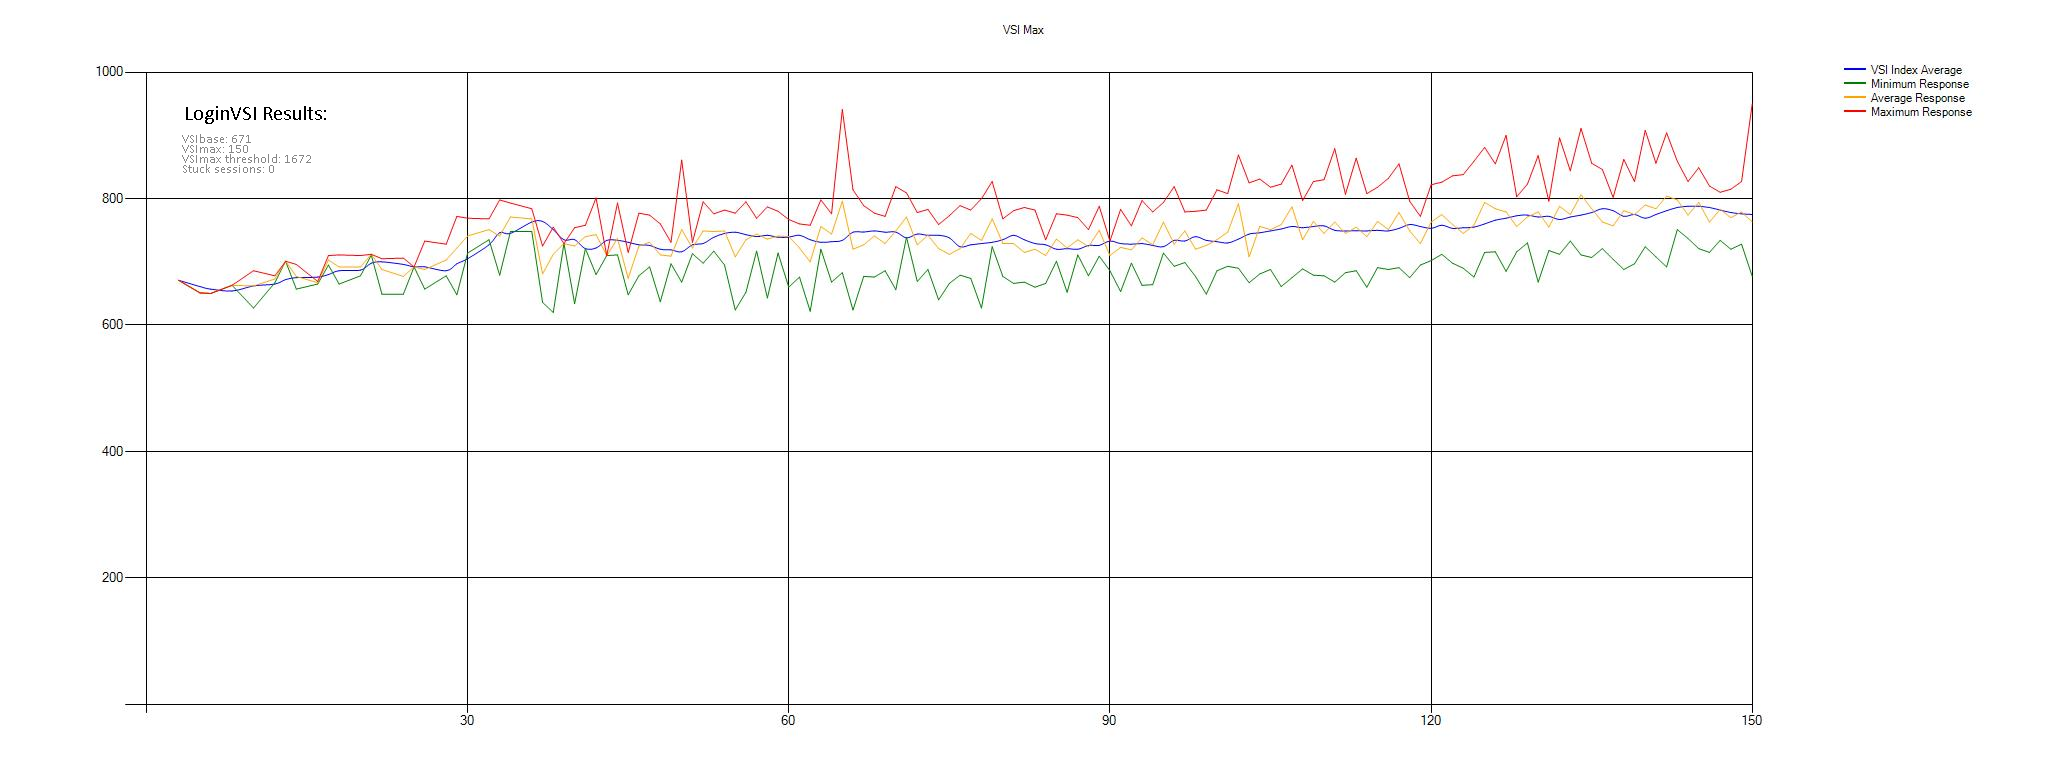 VSI Max
1000
800
600
400
200
30
60
90
120
150
LoginVSI Results:
VSIbase: 671
VSImax: 150
VSImax threshold: 1672
Stuck sessions: 0
VSI Index Average
Minimum Response
Average Response
Maximum Response